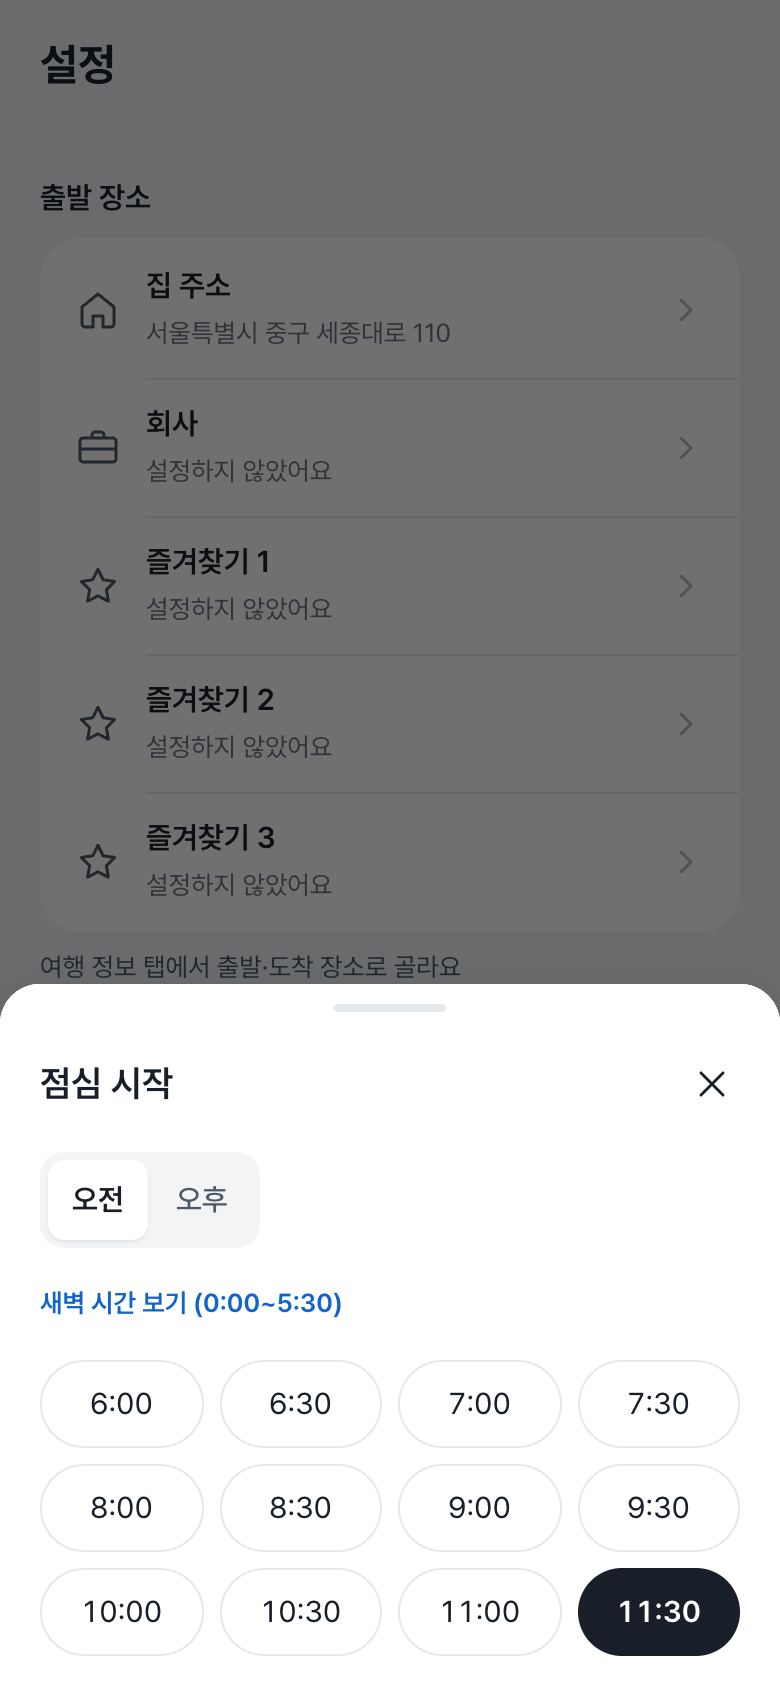 설정
출발 장소
집 주소
서울특별시 중구 세종대로 110
회사
설정하지 않았어요
즐겨찾기 1
설정하지 않았어요
즐겨찾기 2
설정하지 않았어요
즐겨찾기 3
설정하지 않았어요
여행 정보 탭에서 출발·도착 장소로 골라요
점심 시작
오전 오후
새벽 시간 보기 (0:00~5:30)
6:00 6:30 7:00 7:30
8:00 8:30 9:00 9:30
10:00 10:30 11:00 11:30